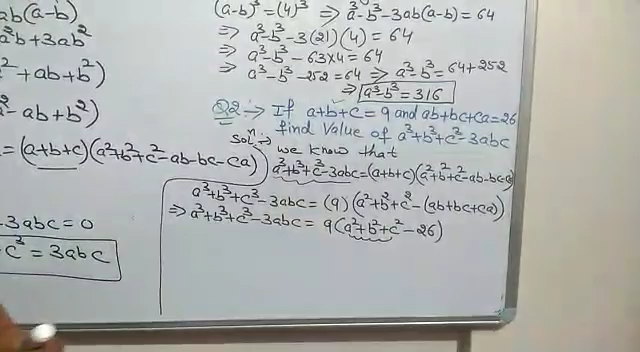 ab(a-b)
a²b+3ab²
²+ab+b²)
²-ab+b²)
= (a+b+c)(a²+b²+c²-ab-bc-ca)
-3abc=0
c³=3abc
(a-b)³=(4)³ ⇒ a³-b³-3ab(a-b)=64
⇒ a³-b³-3(21)(4)=64
⇒ a³-b³-63×4=64
⇒ a³-b³-252=64 ⇒ a³-b³=64+252
⇒ a³-b³=316
Q2:→ If a+b+c=9 and ab+bc+ca=26
find value of a³+b³+c³-3abc
Solⁿ:→ we know that
a³+b³+c³-3abc=(a+b+c)(a²+b²+c²-ab-bc-ca)
a³+b³+c³-3abc=(9)(a²+b²+c²-(ab+bc+ca))
⇒ a³+b³+c³-3abc= 9(a²+b²+c²-26)